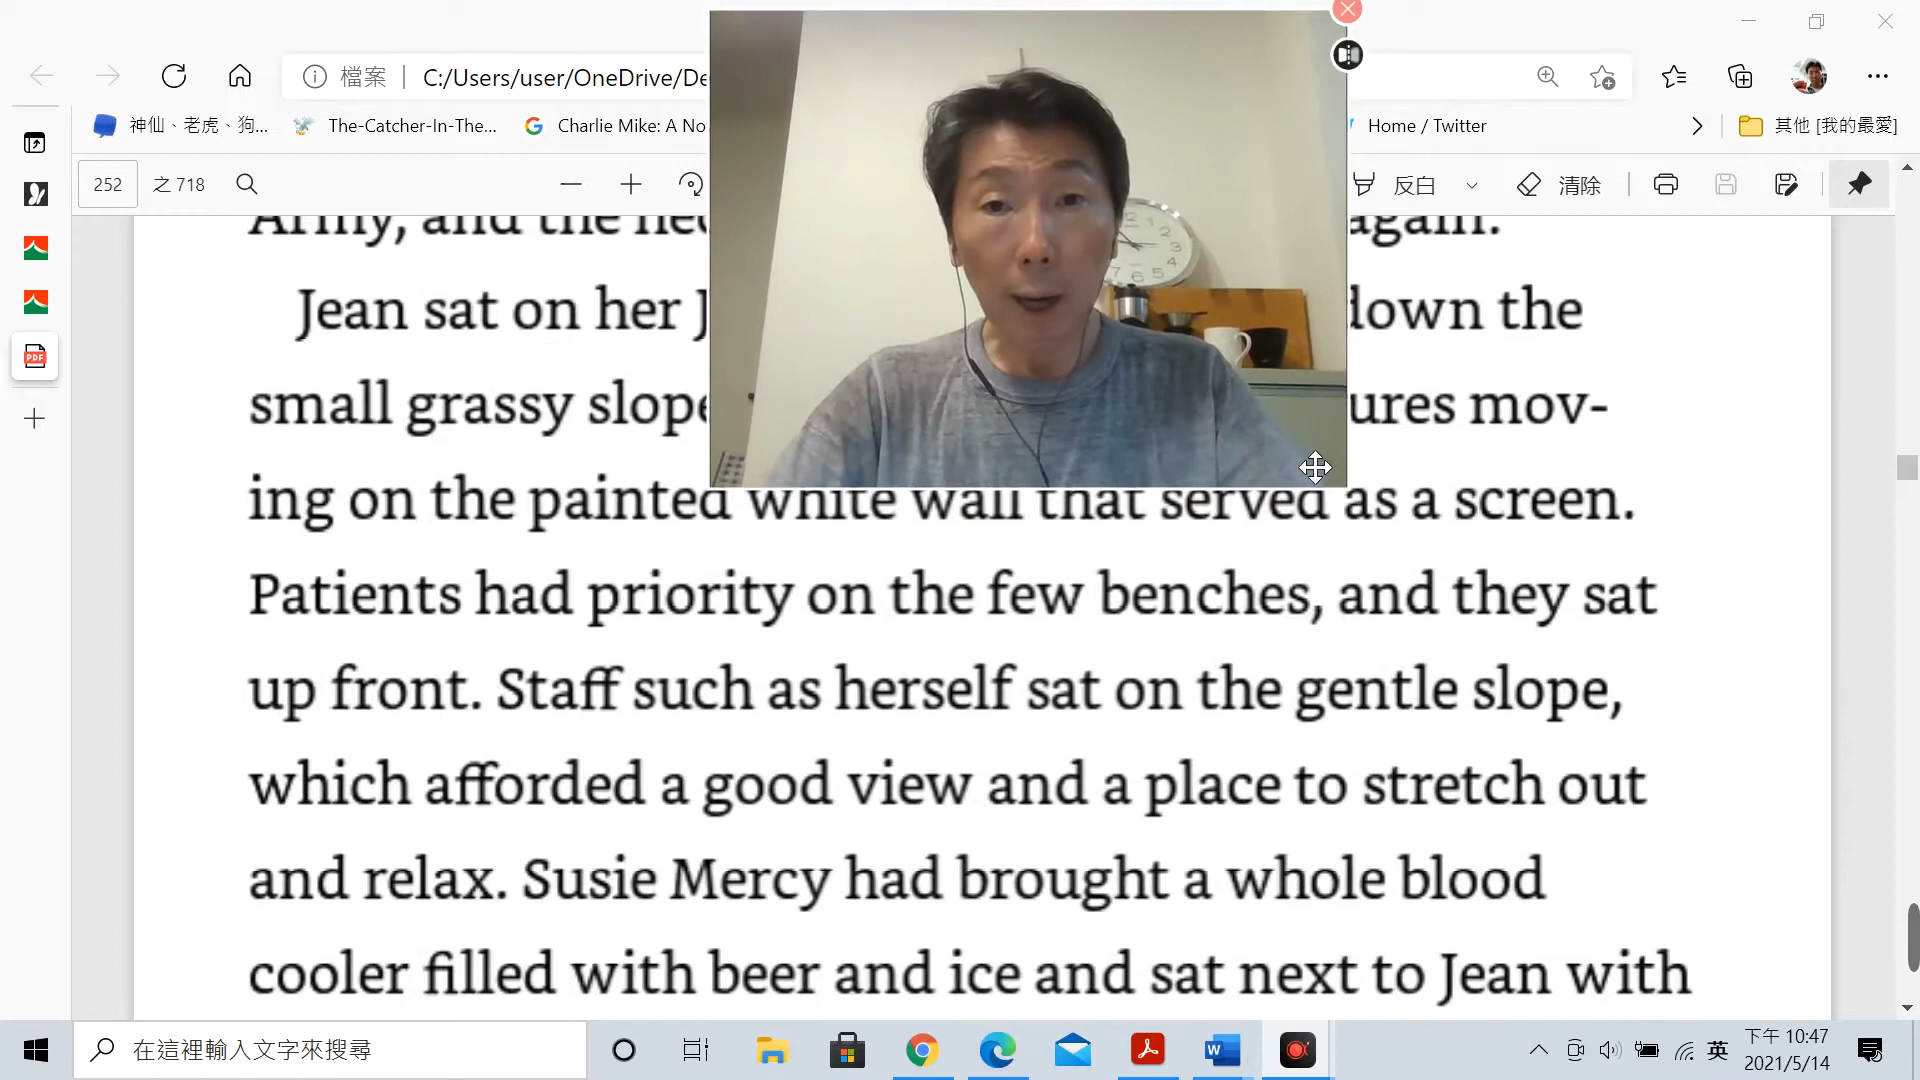 檔案 C:/Users/user/OneDrive/De
神仙、老虎、狗... The-Catcher-In-The... Charlie Mike: A No Home / Twitter 其他 [我的最愛]
252 之 718 反白 清除
Army, and the again.
Jean sat on her down the
small grassy slope ures mov-
ing on the painted white wall that served as a screen.
Patients had priority on the few benches, and they sat
up front. Staff such as herself sat on the gentle slope,
which afforded a good view and a place to stretch out
and relax. Susie Mercy had brought a whole blood
cooler filled with beer and ice and sat next to Jean with
在這裡輸入文字來搜尋
英
下午 10:47
2021/5/14